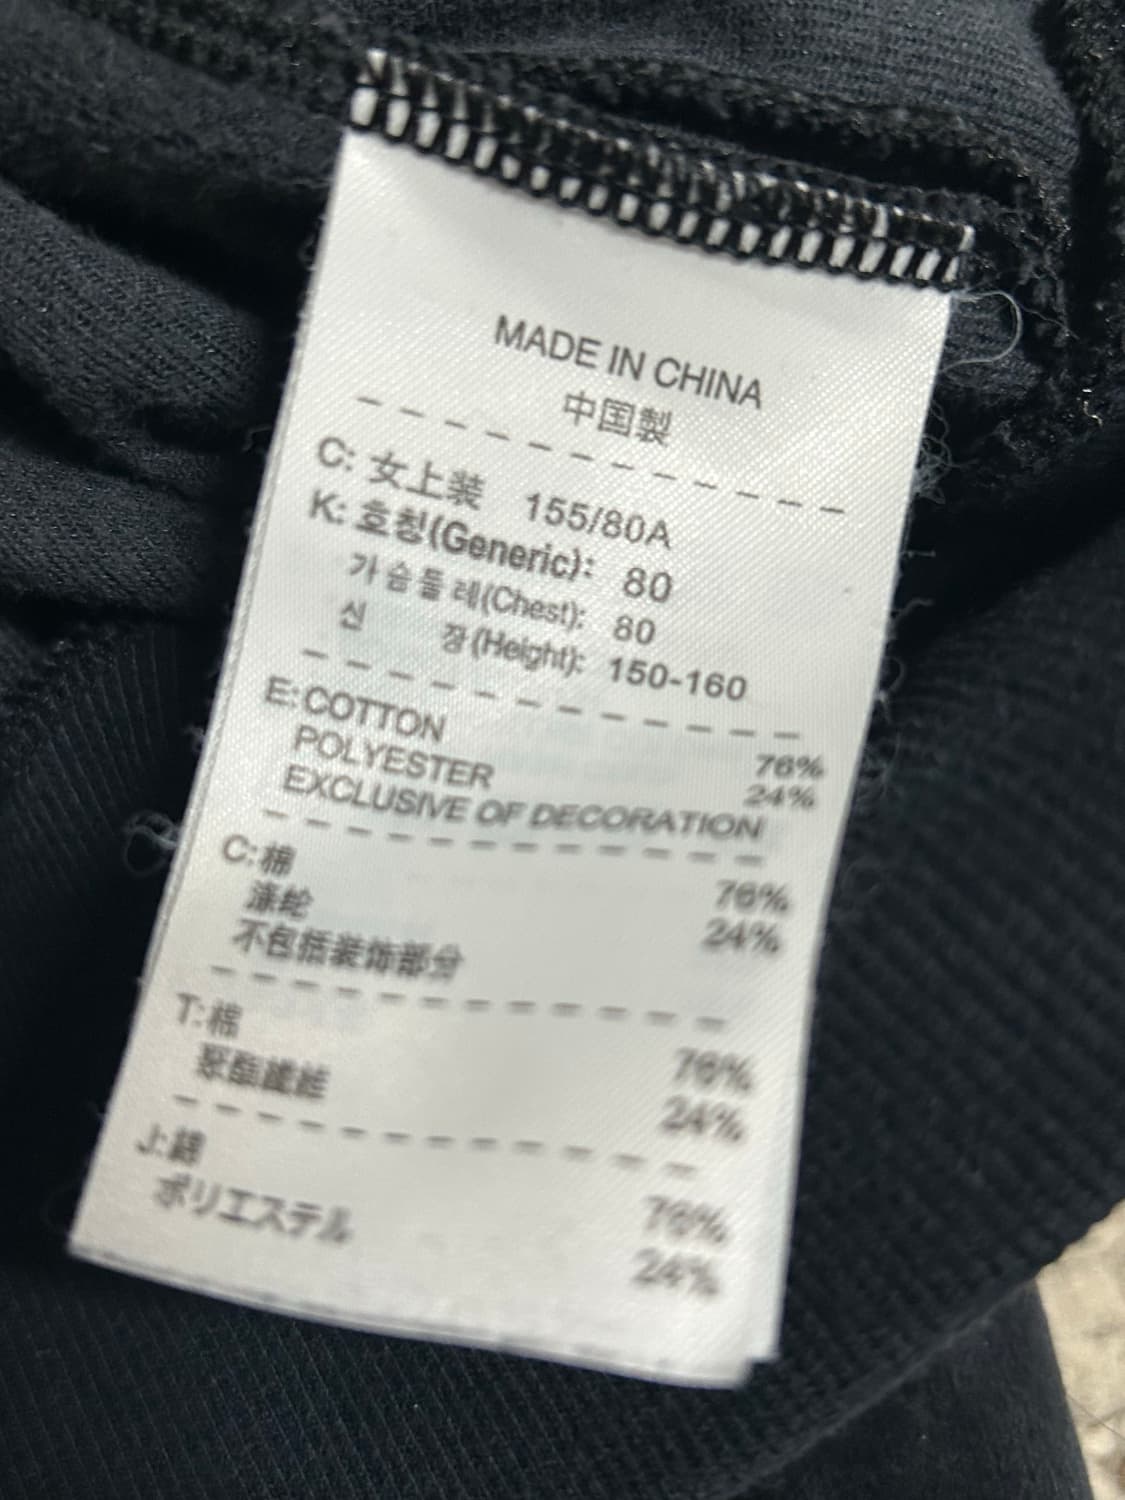 MADE IN CHINA
中国製
C: 女上装 155/80A
K: 호칭(Generic): 80
가슴둘레(Chest): 80
신 장(Height): 150-160
E: COTTON 76%
POLYESTER 24%
EXCLUSIVE OF DECORATION
C: 棉 76%
涤纶 24%
不包括装饰部分
T: 棉 76%
聚酯纖維 24%
J: 綿 76%
ポリエステル 24%